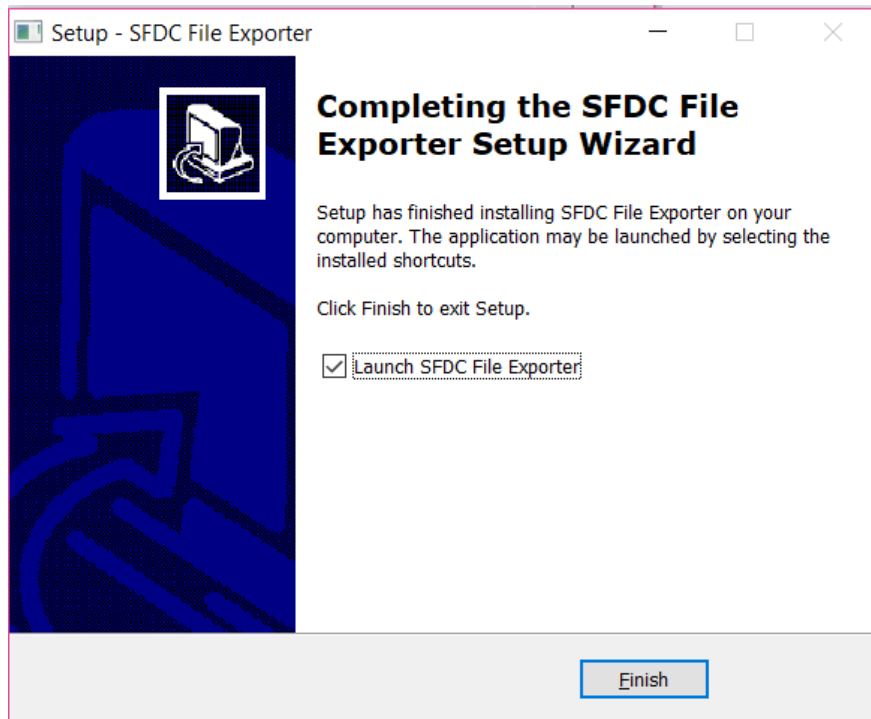 Setup - SFDC File Exporter
Completing the SFDC File
Exporter Setup Wizard
Setup has finished installing SFDC File Exporter on your
computer. The application may be launched by selecting the
installed shortcuts.
Click Finish to exit Setup.
Launch SFDC File Exporter
Finish